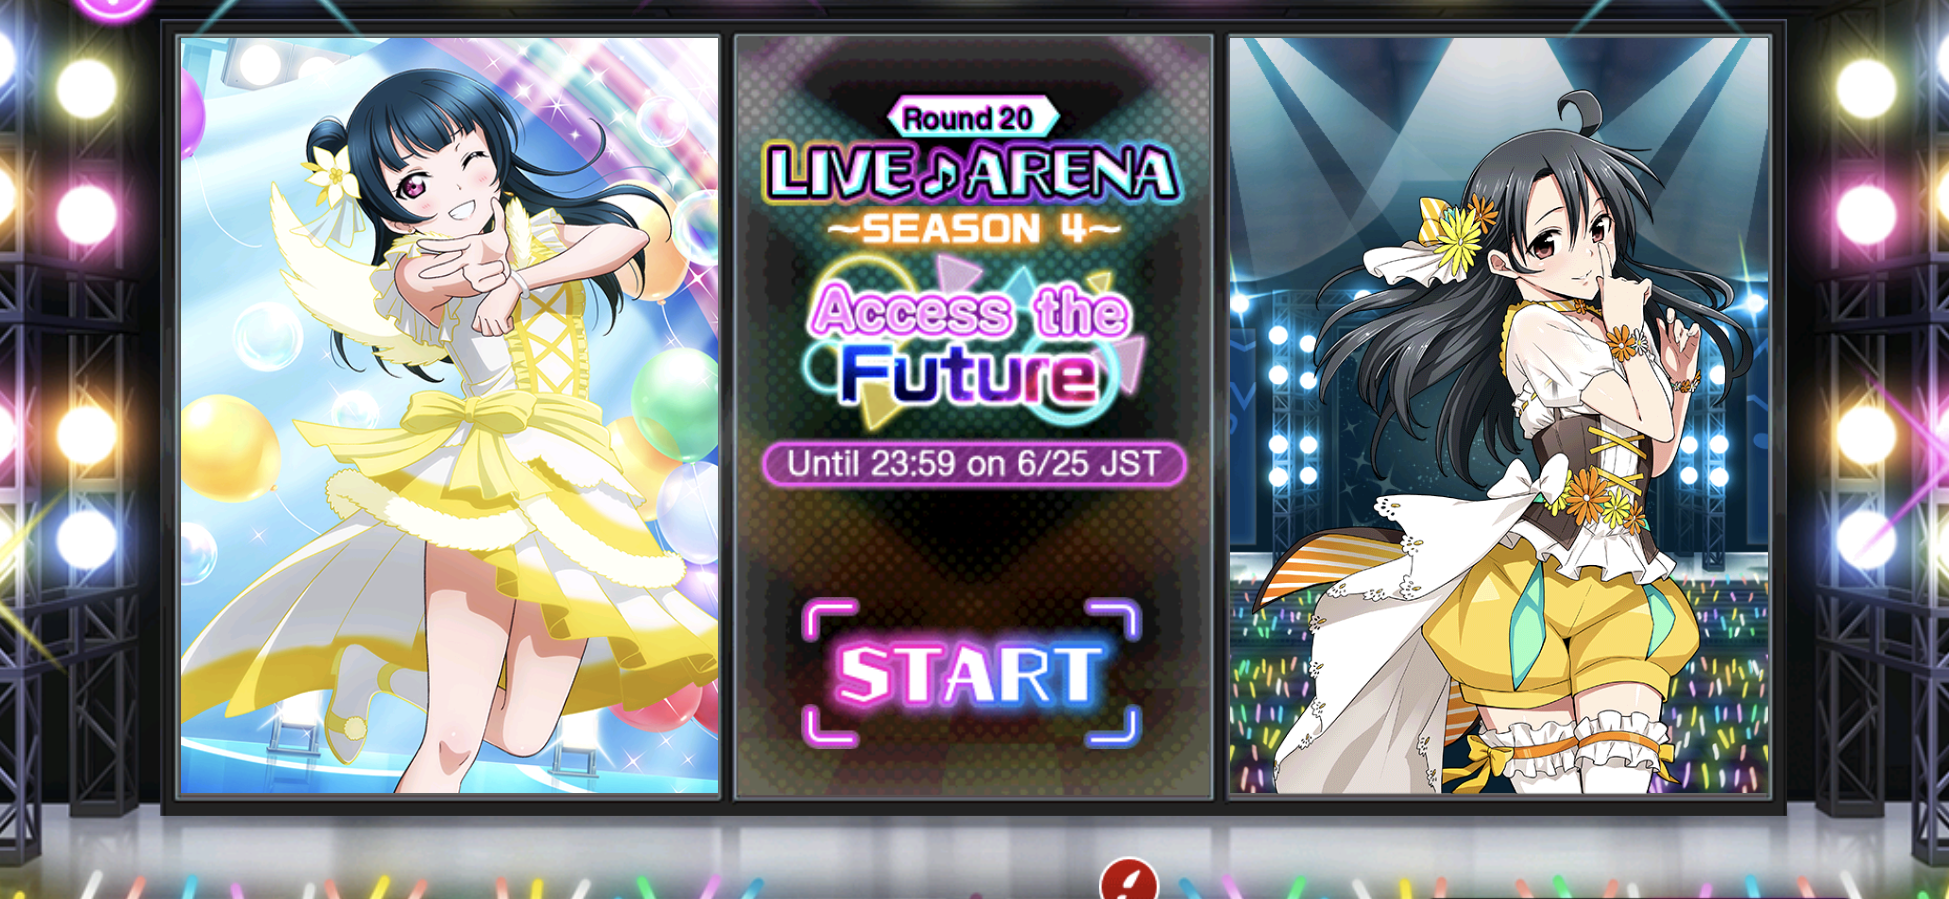 Round 20
LIVE♪ARENA
~SEASON 4~
Access the
Future
Until 23:59 on 6/25 JST
START